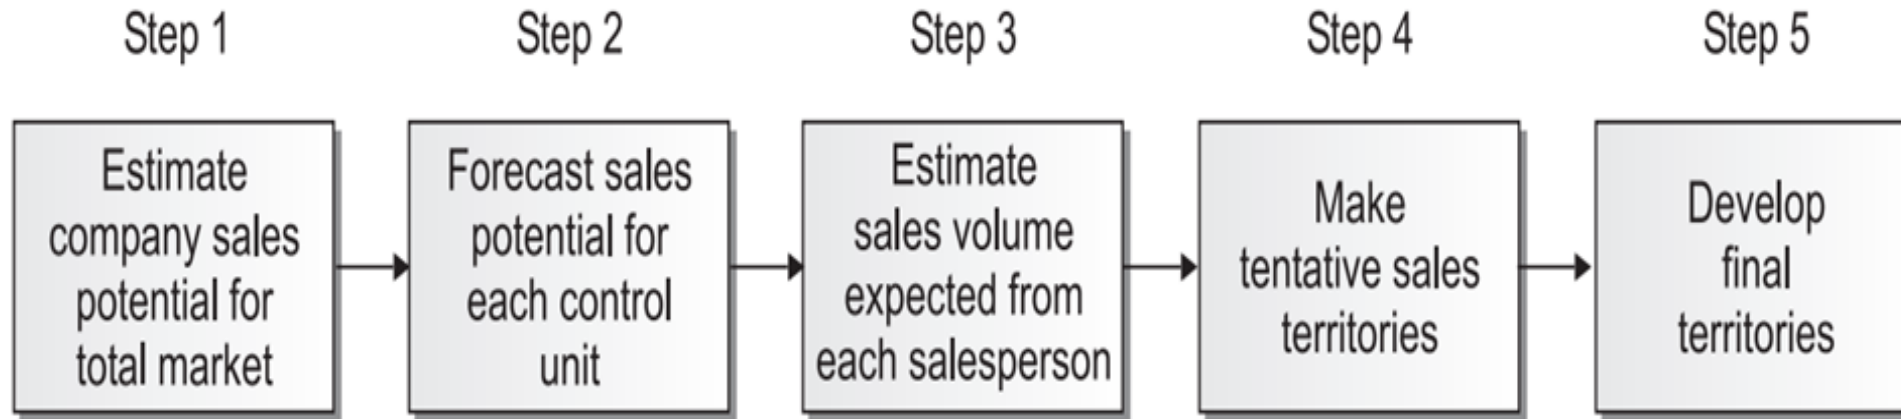 Step 1
Step 2
Step 3
Step 4
Step 5
Estimate
company sales
potential for
total market
Forecast sales
potential for
each control
unit
Estimate
sales volume
expected from
each salesperson
Make
tentative sales
territories
Develop
final
territories